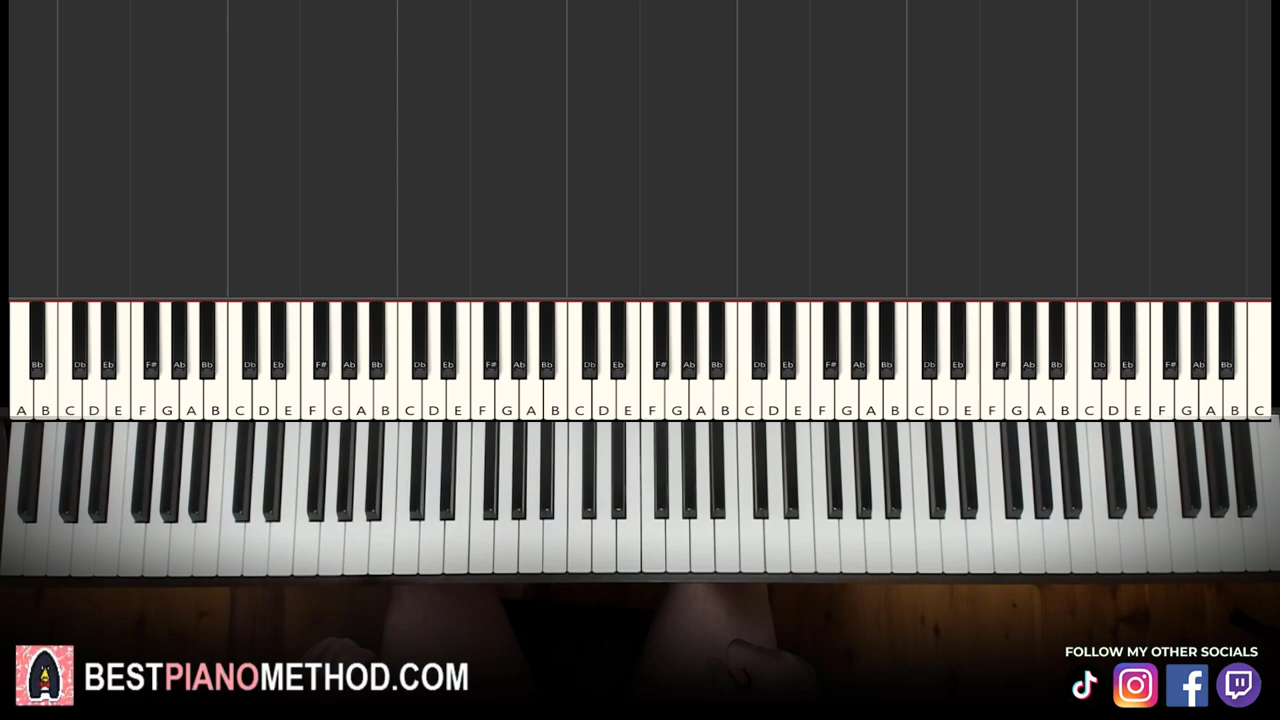 Bb Db Eb F# Ab Bb Db Eb F# Ab Bb Db Eb F# Ab Bb Db Eb F# Ab Bb Db Eb F# Ab Bb Db Eb F# Ab Bb Db Eb F# Ab Bb
A B C D E F G A B C D E F G A B C D E F G A B C D E F G A B C D E F G A B C D E F G A B C D E F G A B C
FOLLOW MY OTHER SOCIALS
BESTPIANOMETHOD.COM